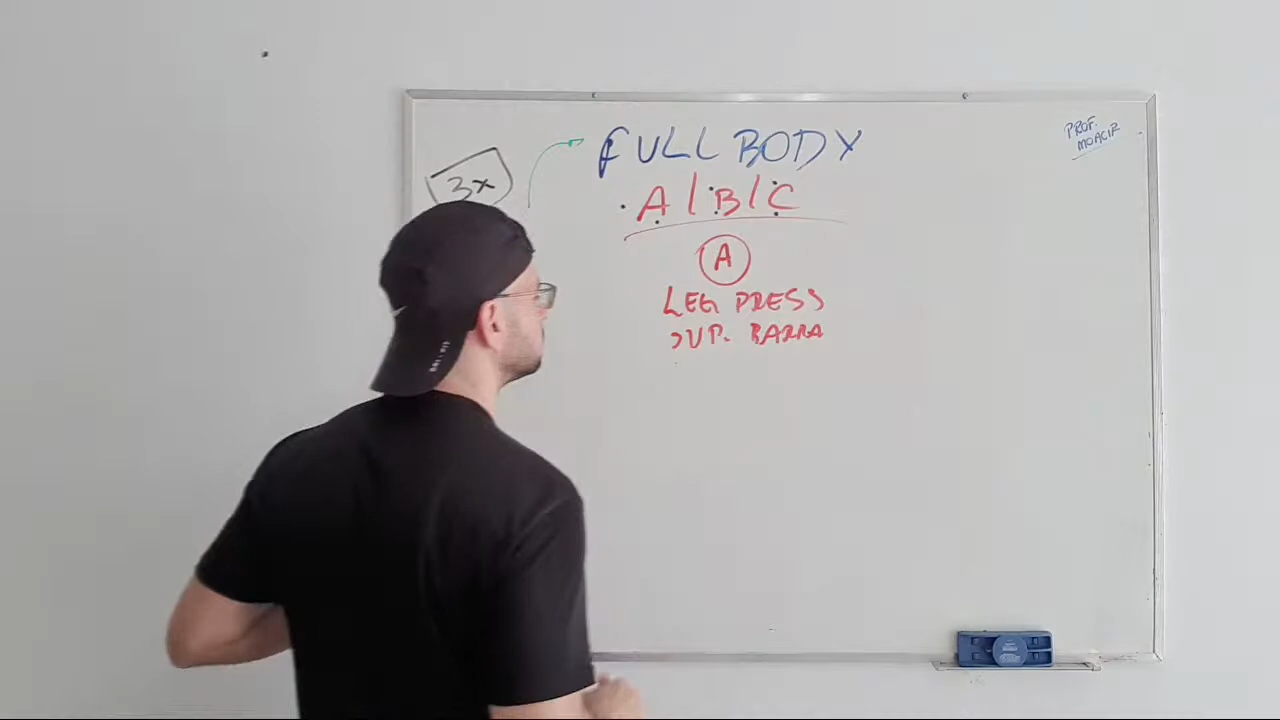 FULL BODY
A / B / C
3x
A
LEG PRESS
SUP. BARRA
PROF.
MOACIR